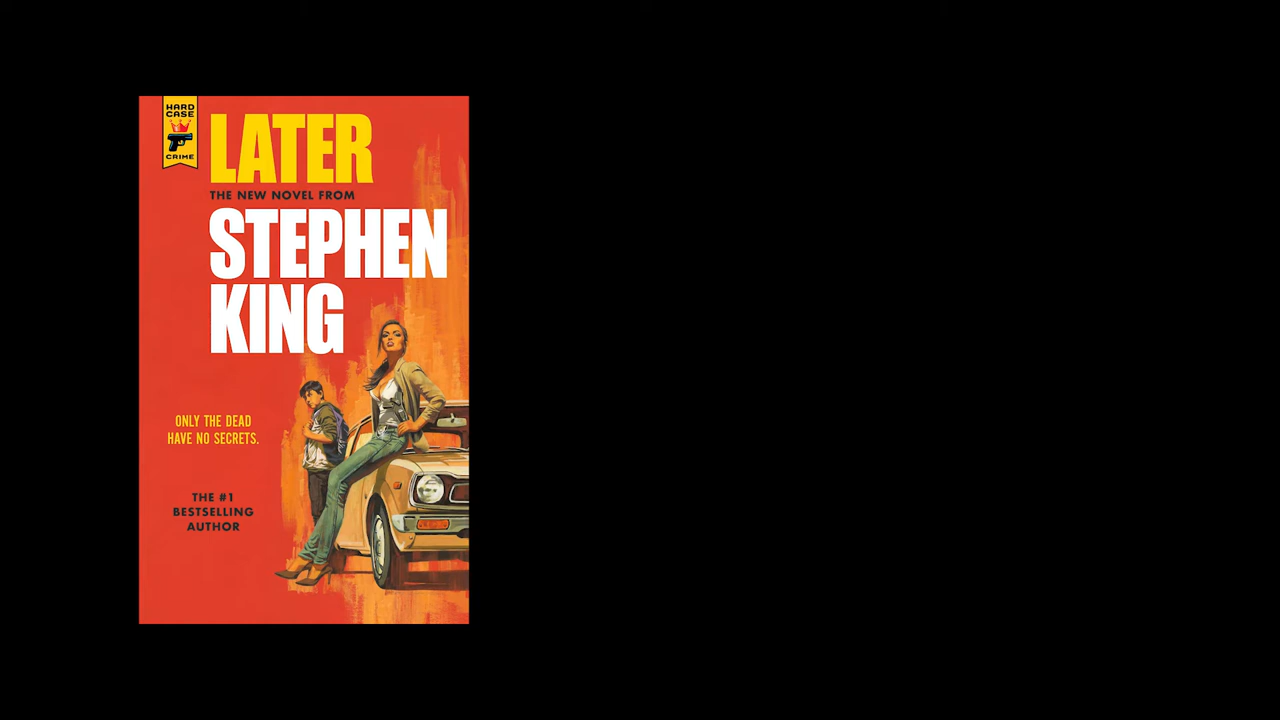 HARD
CASE
CRIME
LATER
THE NEW NOVEL FROM
STEPHEN
KING
ONLY THE DEAD
HAVE NO SECRETS.
THE #1
BESTSELLING
AUTHOR